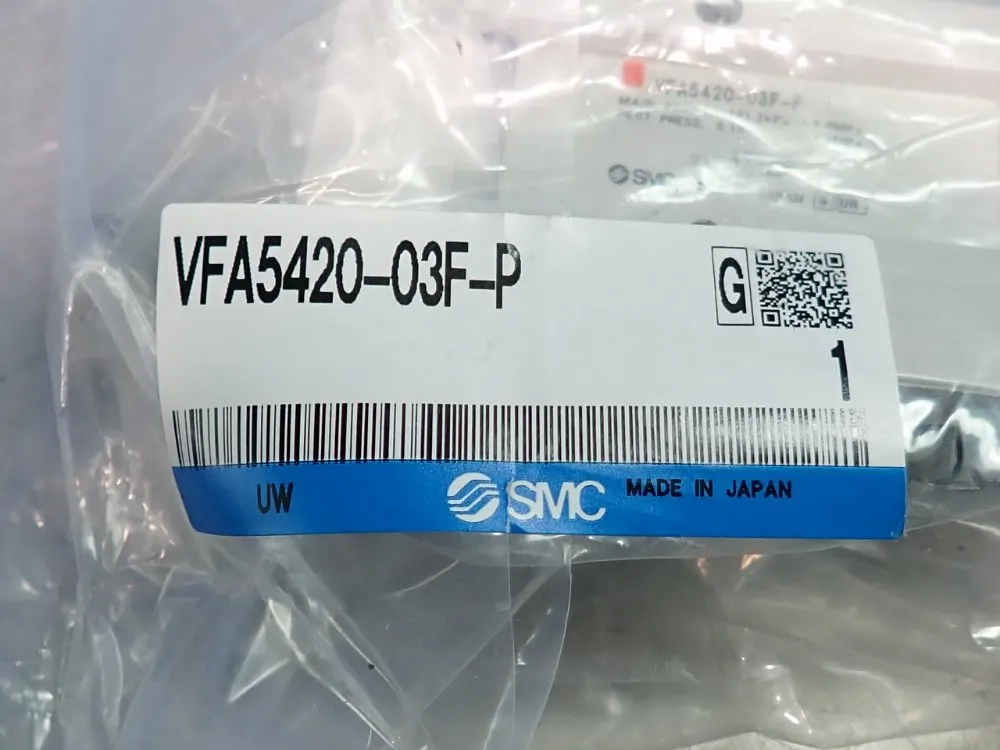 VFA5420-03F-P
SMC
VFA5420-03F-P
G
1
UW
SMC
MADE IN JAPAN